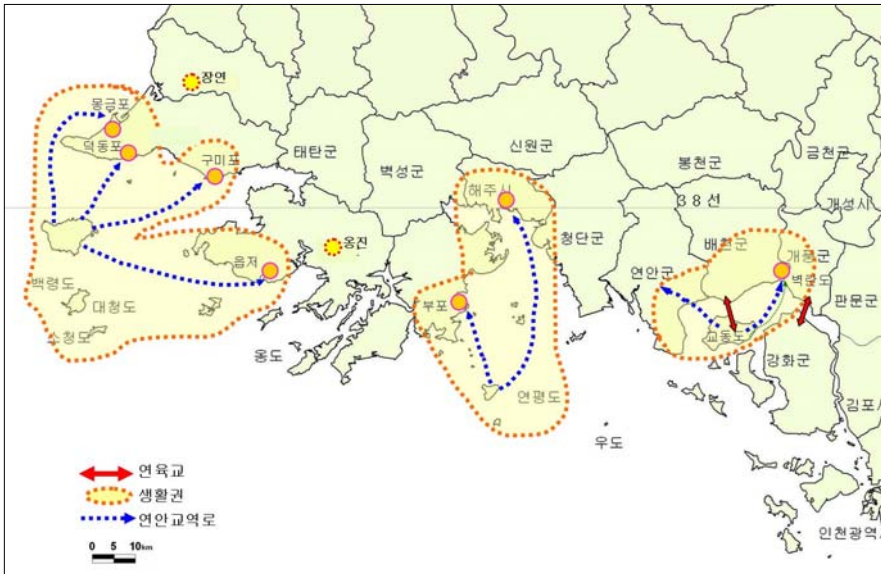 장연
몽금포
덕동포
구미포
태탄군
벽성군
신원군
봉천군
금천군
해주시
38선
개성시
옹진
청단군
배천군
개풍군
읍저
연안군
벽란도
백령도
대청도
부포
판문군
소청도
옹도
교동도
강화군
연평도
김포시
우도
연육교
생활권
연안교역로
0 5 10km
인천광역시